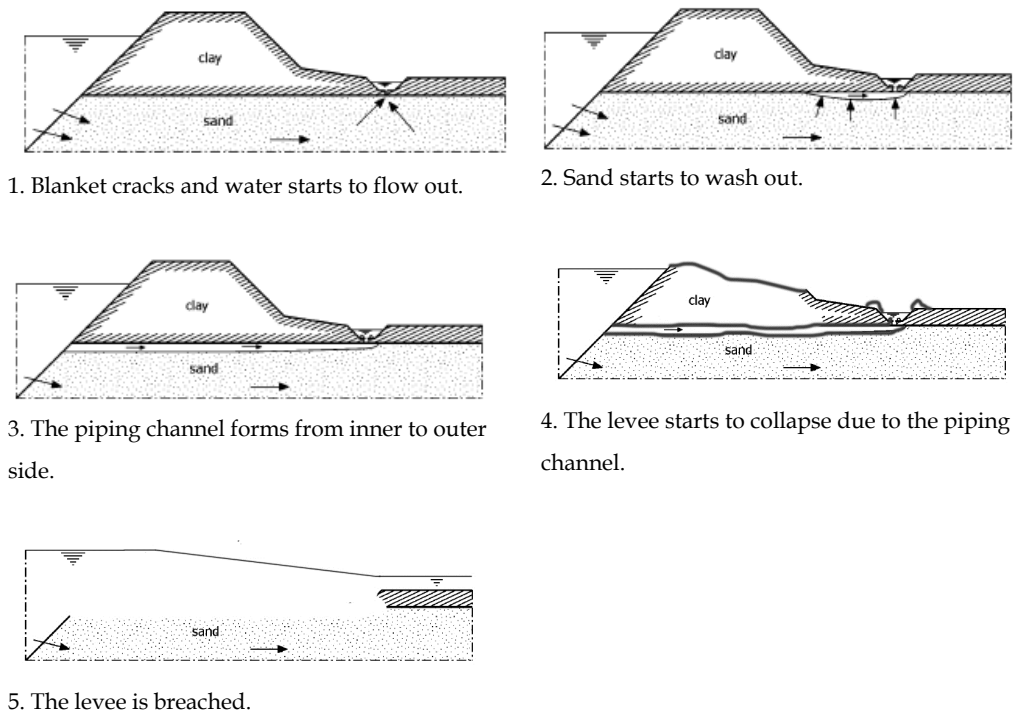 clay
sand
1. Blanket cracks and water starts to flow out.
clay
sand
2. Sand starts to wash out.
clay
sand
3. The piping channel forms from inner to outer
side.
clay
sand
4. The levee starts to collapse due to the piping
channel.
sand
5. The levee is breached.